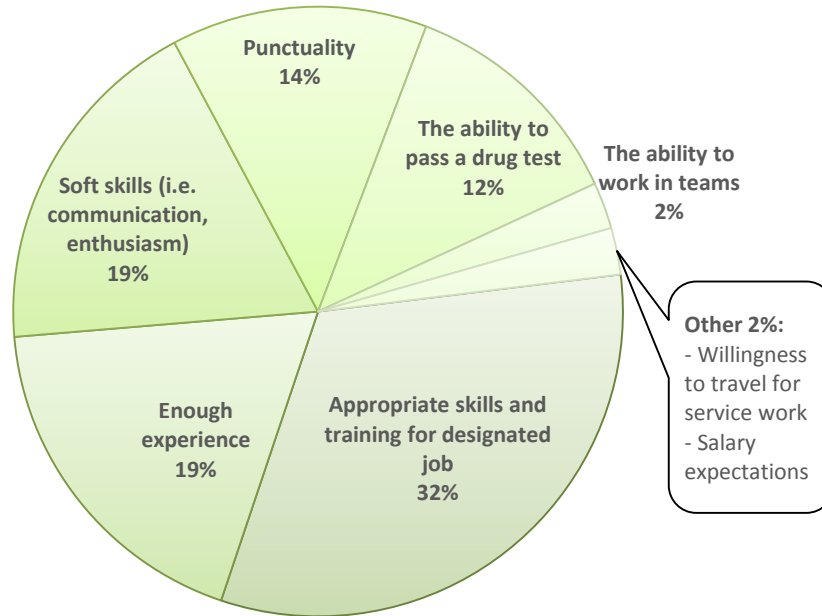 Punctuality
14%
The ability to
pass a drug test
12%
The ability to
work in teams
2%
Soft skills (i.e.
communication,
enthusiasm)
19%
Other 2%:
- Willingness
to travel for
service work
- Salary
expectations
Enough
experience
19%
Appropriate skills and
training for designated
job
32%